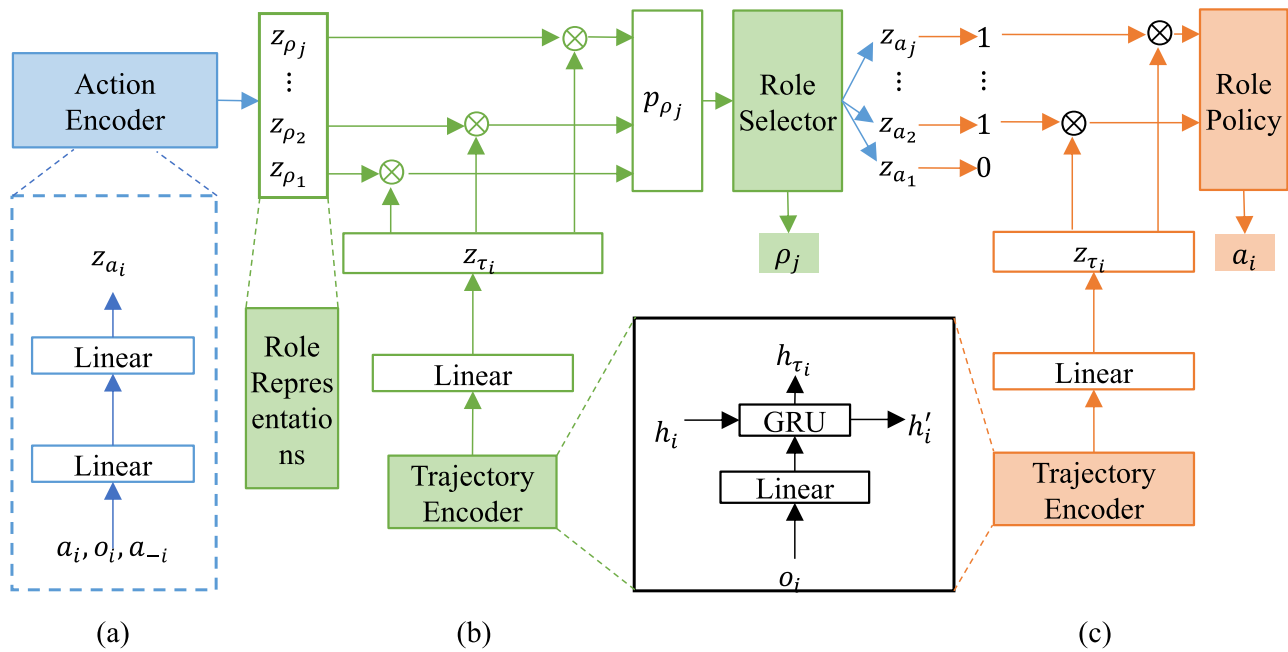 Action
Encoder
z_{a_i}
Linear
Linear
a_i, o_i, a_{-i}
(a)
z_{ρ_j}
⋮
z_{ρ_2}
z_{ρ_1}
Role
Repres
entatio
ns
⊗
⊗
⊗
z_{τ_i}
Linear
Trajectory
Encoder
(b)
p_{ρ_j}
Role
Selector
ρ_j
h_{τ_i}
h_i
GRU
h_i′
Linear
o_i
z_{a_j} 1
⋮ ⋮
z_{a_2} 1
z_{a_1} 0
⊗
⊗
Role
Policy
a_i
z_{τ_i}
Linear
Trajectory
Encoder
(c)